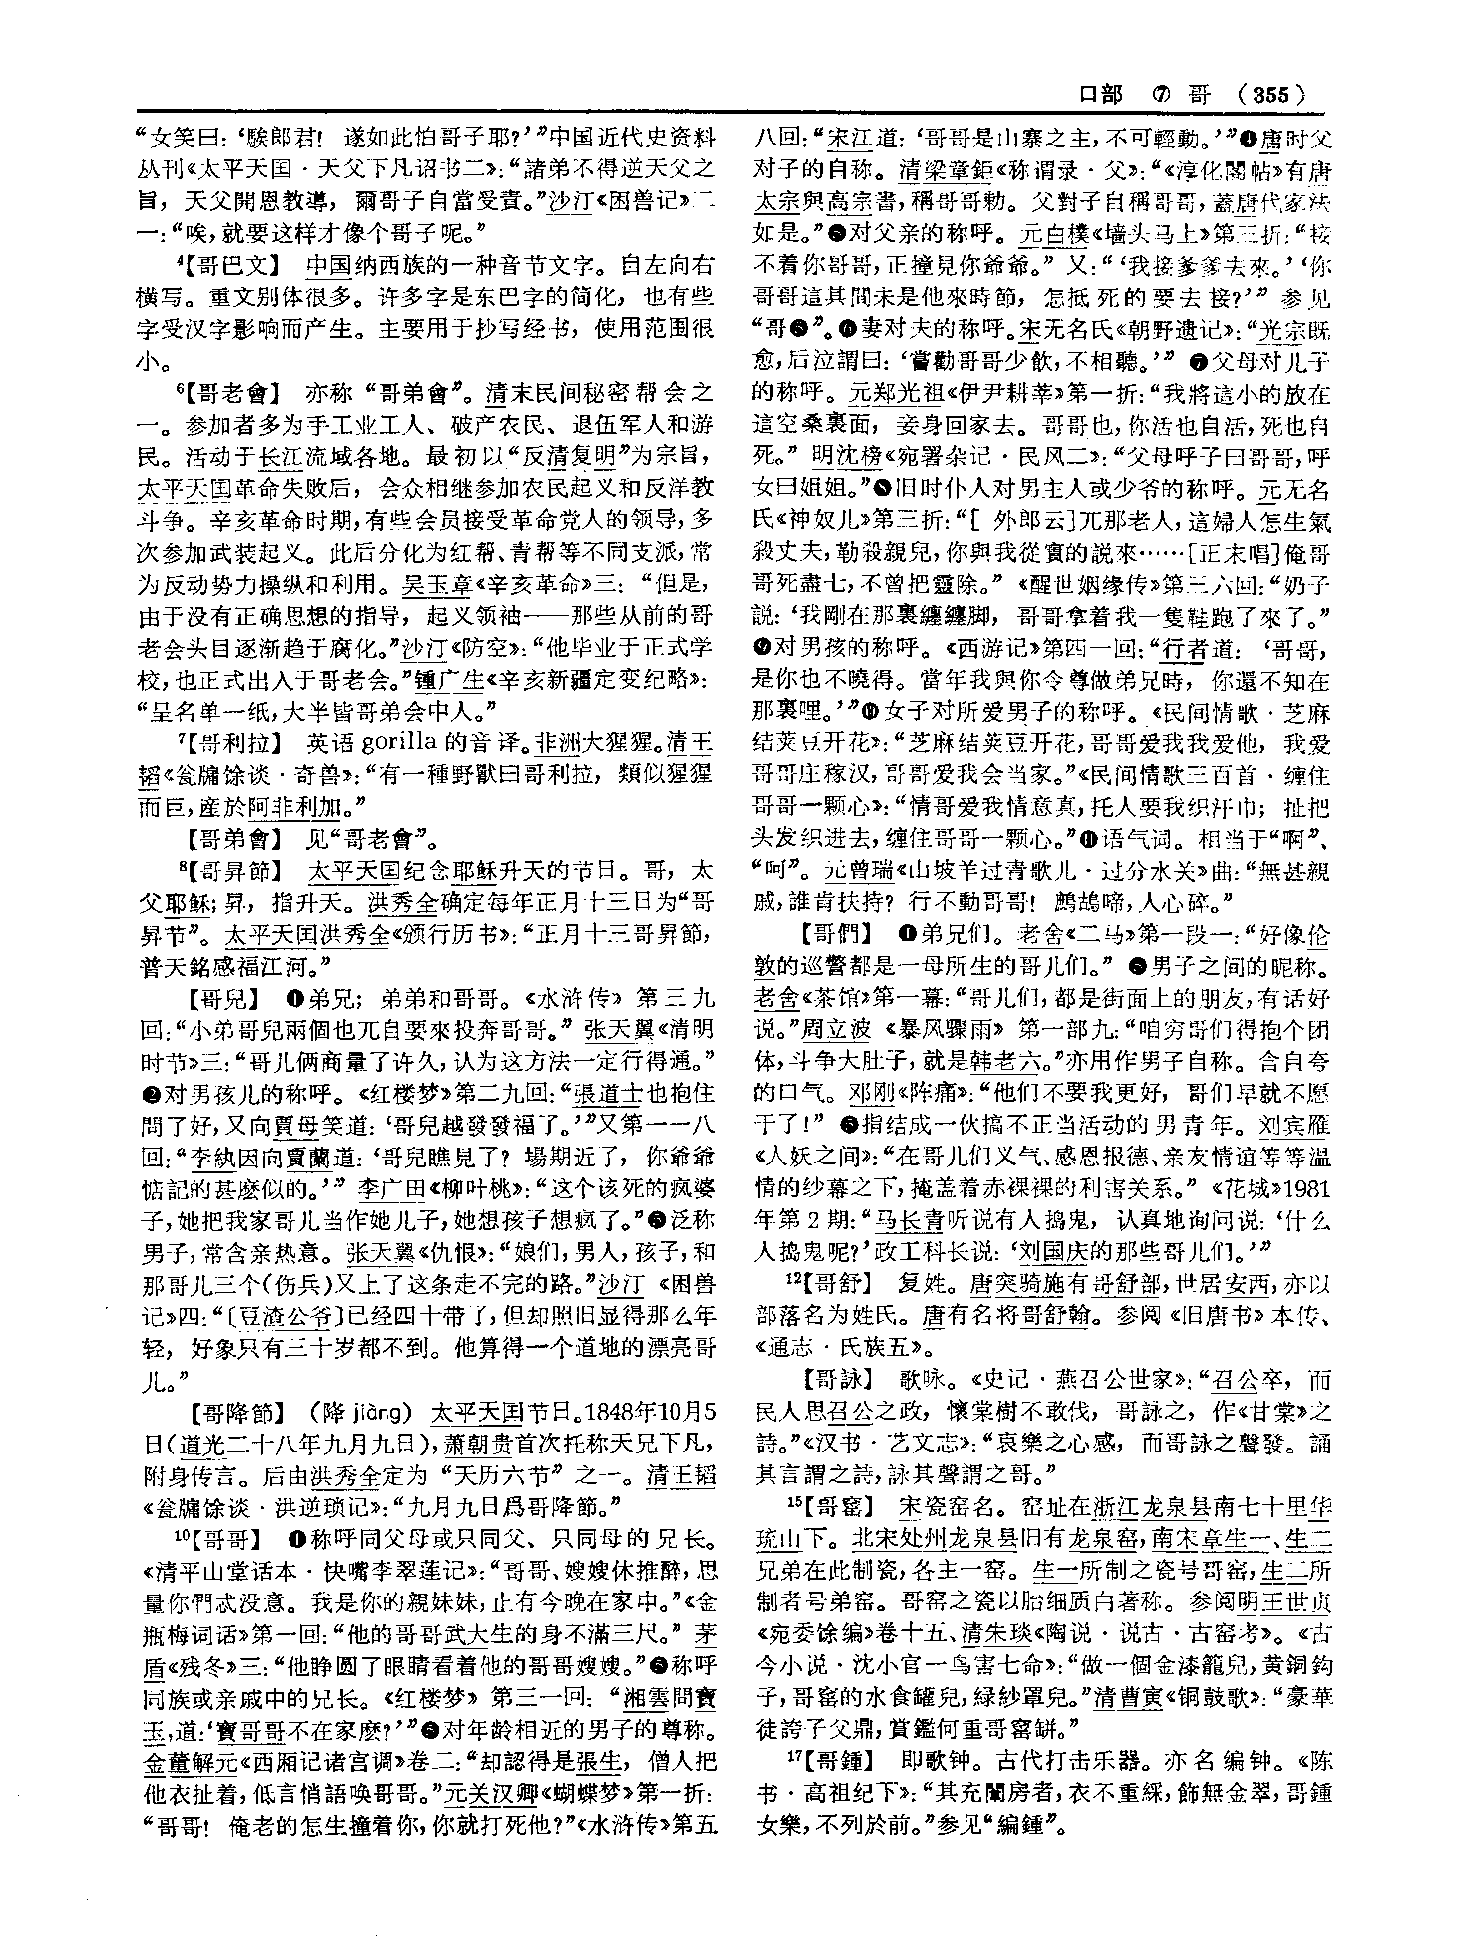 口部 ⑦ 哥 (355)
“女笑曰：‘騃郎君！ 遂如此怕哥子耶？’”中国近代史资料
丛刊《太平天国·天父下凡诏书二》：“諸弟不得逆天父之
旨， 天父開恩教導， 爾哥子自當受責。”沙汀《困兽记》二
一：“唉，就要这样才像个哥子呢。”
4【哥巴文】 中国纳西族的一种音节文字。自左向右
横写。重文别体很多。许多字是东巴字的简化， 也有些
字受汉字影响而产生。主要用于抄写经书， 使用范围很
小。
6【哥老會】 亦称“哥弟會”。清末民间秘密帮会之
一。参加者多为手工业工人、破产农民、退伍军人和游
民。活动于长江流域各地。最初以“反清复明”为宗旨，
太平天国革命失败后， 会众相继参加农民起义和反洋教
斗争。辛亥革命时期，有些会员接受革命党人的领导，多
次参加武装起义。此后分化为红帮、青帮等不同支派，常
为反动势力操纵和利用。吴玉章《辛亥革命》三： “但是，
由于没有正确思想的指导， 起义领袖——那些从前的哥
老会头目逐渐趋于腐化。”沙汀《防空》：“他毕业于正式学
校，也正式出入于哥老会。”锺广生《辛亥新疆定变纪略》：
“呈名单一纸，大半皆哥弟会中人。”
7【哥利拉】 英语 gorilla 的音译。非洲大猩猩。清王
韬《瓮牖馀谈·奇兽》：“有一種野獸曰哥利拉， 類似猩猩
而巨，産於阿非利加。”
【哥弟會】 见“哥老會”。
8【哥昇節】 太平天国纪念耶稣升天的节日。哥， 太
父耶稣；昇， 指升天。洪秀全确定每年正月十三日为“哥
昇节”。太平天国洪秀全《颁行历书》：“正月十三哥昇節，
普天銘感福江河。”
【哥兒】 ❶弟兄；弟弟和哥哥。《水浒传》第三九
回：“小弟哥兒兩個也兀自要來投奔哥哥。” 张天翼《清明
时节》三：“哥儿俩商量了许久，认为这方法一定行得通。”
❷对男孩儿的称呼。《红楼梦》第二九回：“張道士也抱住
問了好，又向賈母笑道：‘哥兒越發發福了。’”又第一一八
回：“李紈因向賈蘭道：‘哥兒瞧見了？ 場期近了， 你爺爺
惦記的甚麽似的。’” 李广田《柳叶桃》：“这个该死的疯婆
子，她把我家哥儿当作她儿子，她想孩子想疯了。”❸泛称
男子，常含亲热意。张天翼《仇恨》：“娘们，男人，孩子，和
那哥儿三个(伤兵)又上了这条走不完的路。”沙汀《困兽
记》四：“〔豆渣公爷〕已经四十带了，但却照旧显得那么年
轻， 好象只有三十岁都不到。他算得一个道地的漂亮哥
儿。”
【哥降節】 (降 jiàng) 太平天国节日。1848年10月5
日(道光二十八年九月九日)，萧朝贵首次托称天兄下凡，
附身传言。后由洪秀全定为“天历六节”之一。清王韬
《瓮牖馀谈·洪逆琐记》：“九月九日爲哥降節。”
10【哥哥】 ❶称呼同父母或只同父、只同母的兄长。
《清平山堂话本·快嘴李翠莲记》：“哥哥、嫂嫂休推醉，思
量你們忒没意。我是你的親妹妹，止有今晚在家中。”《金
瓶梅词话》第一回：“他的哥哥武大生的身不滿三尺。” 茅
盾《残冬》三：“他睁圆了眼睛看着他的哥哥嫂嫂。”❷称呼
同族或亲戚中的兄长。《红楼梦》第三一回： “湘雲問寶
玉，道：‘寶哥哥不在家麽？’”❸对年龄相近的男子的尊称。
金董解元《西厢记诸宫调》卷二：“却認得是張生， 僧人把
他衣扯着，低言悄語唤哥哥。”元关汉卿《蝴蝶梦》第一折：
“哥哥！ 俺老的怎生撞着你，你就打死他？”《水浒传》第五
八回：“宋江道：‘哥哥是山寨之主，不可輕動。’”❹唐时父
对子的自称。清梁章鉅《称谓录·父》：“《淳化閣帖》有唐
太宗與高宗書，稱哥哥勅。父對子自稱哥哥，蓋唐代家法
如是。”❺对父亲的称呼。元白樸《墙头马上》第三折：“接
不着你哥哥，正撞見你爺爺。” 又：“‘我接爹爹去來。’‘你
哥哥這其間未是他來時節， 怎抵死的要去接？’” 参见
“哥❺”。❻妻对夫的称呼。宋无名氏《朝野遗记》：“光宗既
愈，后泣謂曰：‘嘗勸哥哥少飲，不相聽。’” ❼父母对儿子
的称呼。元郑光祖《伊尹耕莘》第一折：“我將這小的放在
這空桑裏面， 妾身回家去。哥哥也，你活也自活，死也自
死。” 明沈榜《宛署杂记·民风二》：“父母呼子曰哥哥，呼
女曰姐姐。”❽旧时仆人对男主人或少爷的称呼。元无名
氏《神奴儿》第三折：“[外郎云]兀那老人，這婦人怎生氣
殺丈夫，勒殺親兒，你與我從實的説來……[正末唱]俺哥
哥死盡七，不曾把靈除。” 《醒世姻缘传》第三六回：“奶子
説：‘我剛在那裏纏纏脚， 哥哥拿着我一隻鞋跑了來了。”
❾对男孩的称呼。《西游记》第四一回：“行者道： ‘哥哥，
是你也不曉得。當年我與你令尊做弟兄時， 你還不知在
那裏哩。’”❿女子对所爱男子的称呼。《民间情歌·芝麻
结荚豆开花》：“芝麻结荚豆开花，哥哥爱我我爱他， 我爱
哥哥庄稼汉，哥哥爱我会当家。”《民间情歌三百首·缠住
哥哥一颗心》：“情哥爱我情意真，托人要我织汗巾； 扯把
头发织进去，缠住哥哥一颗心。”⓫语气词。相当于“啊”、
“呵”。元曾瑞《山坡羊过青歌儿·过分水关》曲：“無甚親
戚，誰肯扶持？ 行不動哥哥！ 鷓鴣啼，人心碎。”
【哥們】 ❶弟兄们。老舍《二马》第一段一：“好像伦
敦的巡警都是一母所生的哥儿们。” ❷男子之间的昵称。
老舍《茶馆》第一幕：“哥儿们，都是街面上的朋友，有话好
说。”周立波《暴风骤雨》第一部九：“咱穷哥们得抱个团
体，斗争大肚子，就是韩老六。”亦用作男子自称。含自夸
的口气。邓刚《阵痛》：“他们不要我更好， 哥们早就不愿
干了！” ❸指结成一伙搞不正当活动的男青年。刘宾雁
《人妖之间》：“在哥儿们义气、感恩报德、亲友情谊等等温
情的纱幕之下，掩盖着赤裸裸的利害关系。” 《花城》1981
年第2期：“马长青听说有人捣鬼， 认真地询问说：‘什么
人捣鬼呢？’政工科长说：‘刘国庆的那些哥儿们。’”
12【哥舒】 复姓。唐突骑施有哥舒部，世居安西，亦以
部落名为姓氏。唐有名将哥舒翰。参阅《旧唐书》本传、
《通志·氏族五》。
【哥詠】 歌咏。《史记·燕召公世家》：“召公卒， 而
民人思召公之政， 懷棠樹不敢伐， 哥詠之， 作《甘棠》之
詩。”《汉书·艺文志》：“哀樂之心感， 而哥詠之聲發。誦
其言謂之詩，詠其聲謂之哥。”
15【哥窑】 宋瓷窑名。窑址在浙江龙泉县南七十里华
琉山下。北宋处州龙泉县旧有龙泉窑，南宋章生一、生二
兄弟在此制瓷，各主一窑。生一所制之瓷号哥窑，生二所
制者号弟窑。哥窑之瓷以胎细质白著称。参阅明王世贞
《宛委馀编》卷十五、清朱琰《陶说·说古·古窑考》。《古
今小说·沈小官一鸟害七命》：“做一個金漆籠兒，黄銅鈎
子，哥窑的水食罐兒，緑紗罩兒。”清曹寅《铜鼓歌》：“豪華
徒誇子父鼎，賞鑑何重哥窑缾。”
17【哥鍾】 即歌钟。古代打击乐器。亦名编钟。《陈
书·高祖纪下》：“其充闈房者，衣不重綵，飾無金翠，哥鍾
女樂，不列於前。”参见“編鍾”。